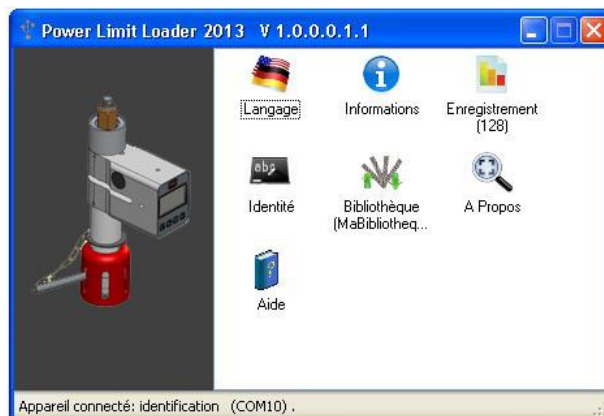 Power Limit Loader 2013 V 1.0.0.0.1.1
Langage
Informations
Enregistrement
(128)
abc
Identité
Bibliothèque
(MaBibliotheq...
A Propos
Aide
Appareil connecté: identification (COM10) .